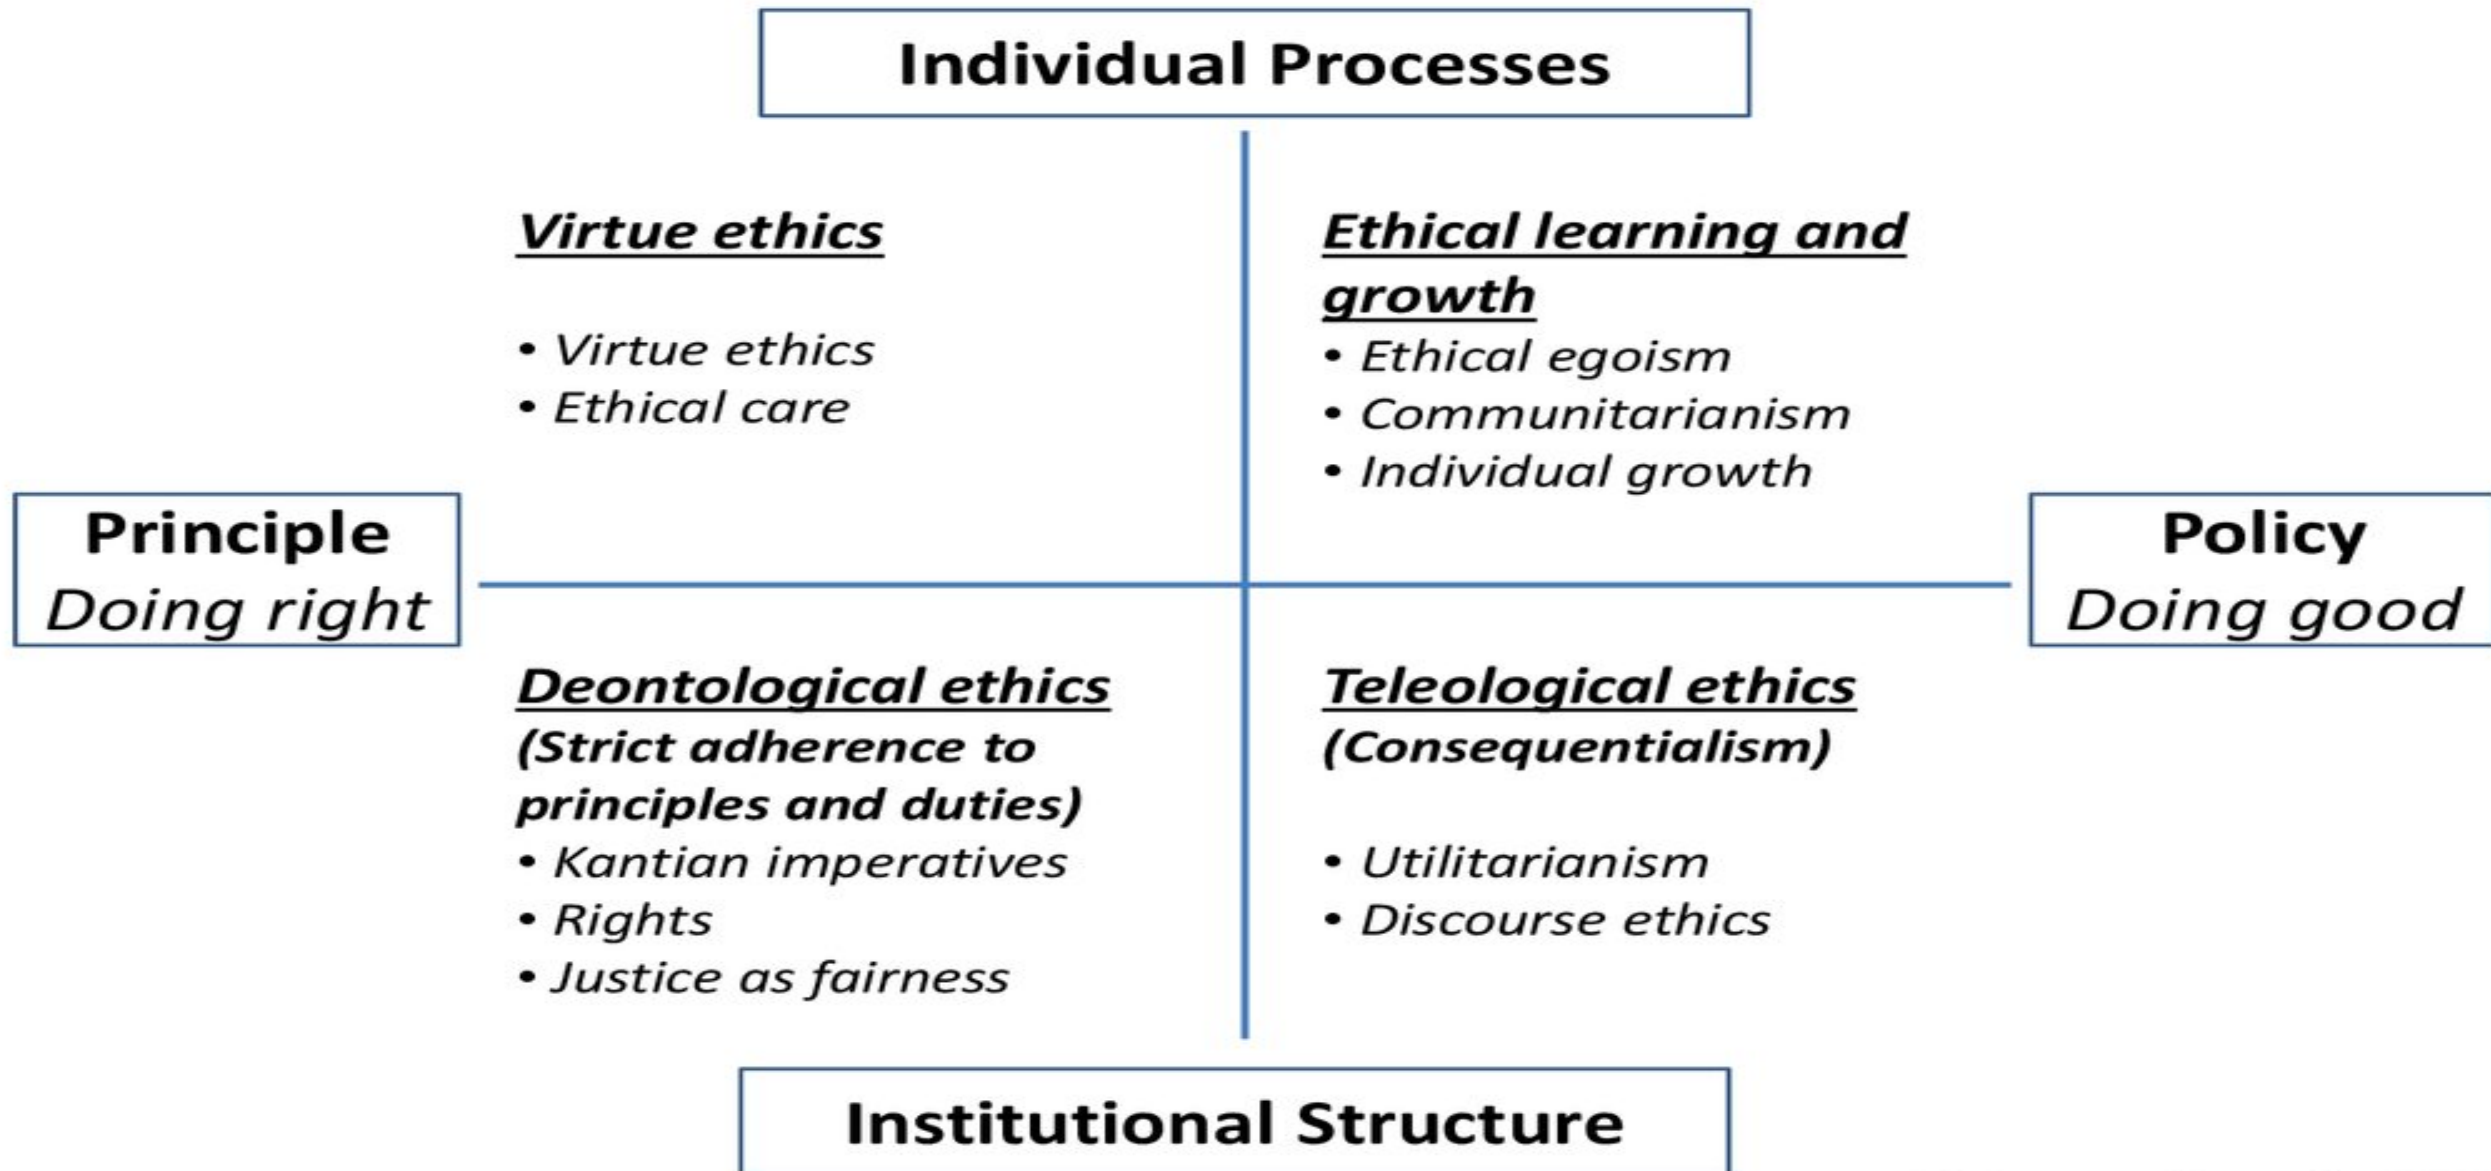 Individual Processes
Virtue ethics
• Virtue ethics
• Ethical care
Ethical learning and
growth
• Ethical egoism
• Communitarianism
• Individual growth
Principle
Doing right
Policy
Doing good
Deontological ethics
(Strict adherence to
principles and duties)
• Kantian imperatives
• Rights
• Justice as fairness
Teleological ethics
(Consequentialism)
• Utilitarianism
• Discourse ethics
Institutional Structure